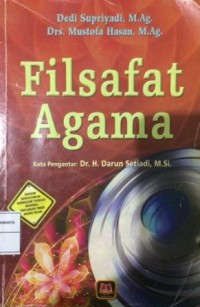 Dedi Supriyadi, M.Ag.
Drs. Mustofa Hasan, M.Ag.
Filsafat
Agama
Kata Pengantar: Dr. H. Darun Setiadi, M.Si.